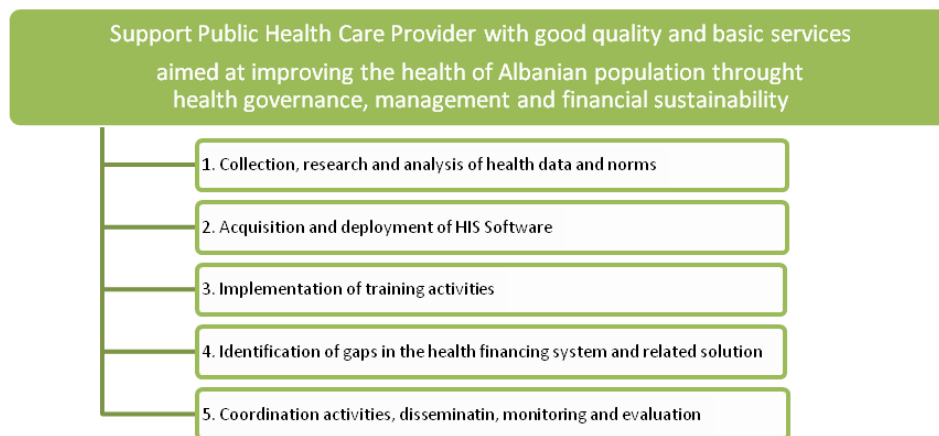 Support Public Health Care Provider with good quality and basic services
aimed at improving the health of Albanian population throught
health governance, management and financial sustainability
1. Collection, research and analysis of health data and norms
2. Acquisition and deployment of HIS Software
3. Implementation of training activities
4. Identification of gaps in the health financing system and related solution
5. Coordination activities, disseminatin, monitoring and evaluation